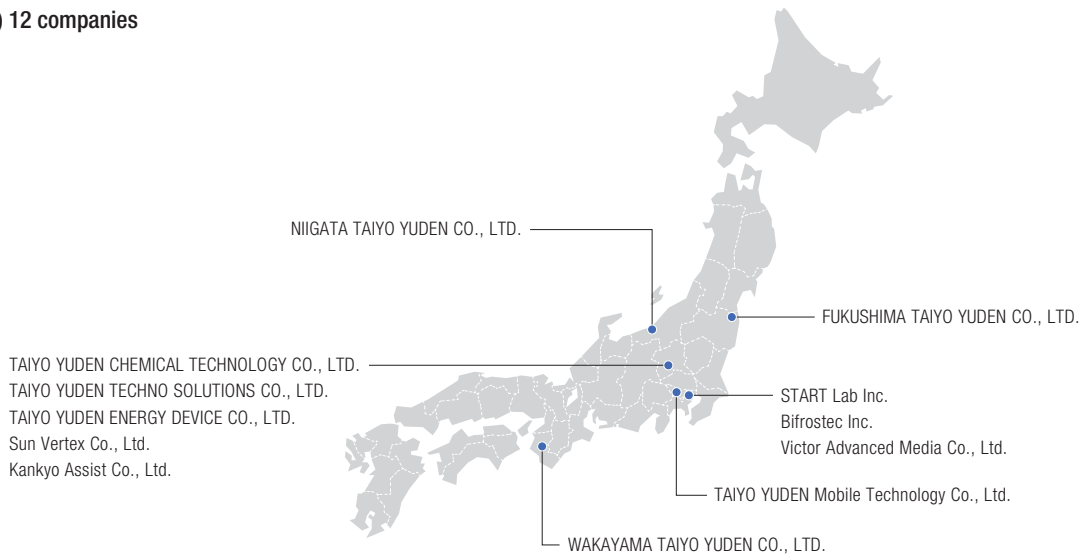 ) 12 companies
NIIGATA TAIYO YUDEN CO., LTD.
FUKUSHIMA TAIYO YUDEN CO., LTD.
TAIYO YUDEN CHEMICAL TECHNOLOGY CO., LTD.
TAIYO YUDEN TECHNO SOLUTIONS CO., LTD.
TAIYO YUDEN ENERGY DEVICE CO., LTD.
Sun Vertex Co., Ltd.
Kankyo Assist Co., Ltd.
START Lab Inc.
Bifrostec Inc.
Victor Advanced Media Co., Ltd.
TAIYO YUDEN Mobile Technology Co., Ltd.
WAKAYAMA TAIYO YUDEN CO., LTD.